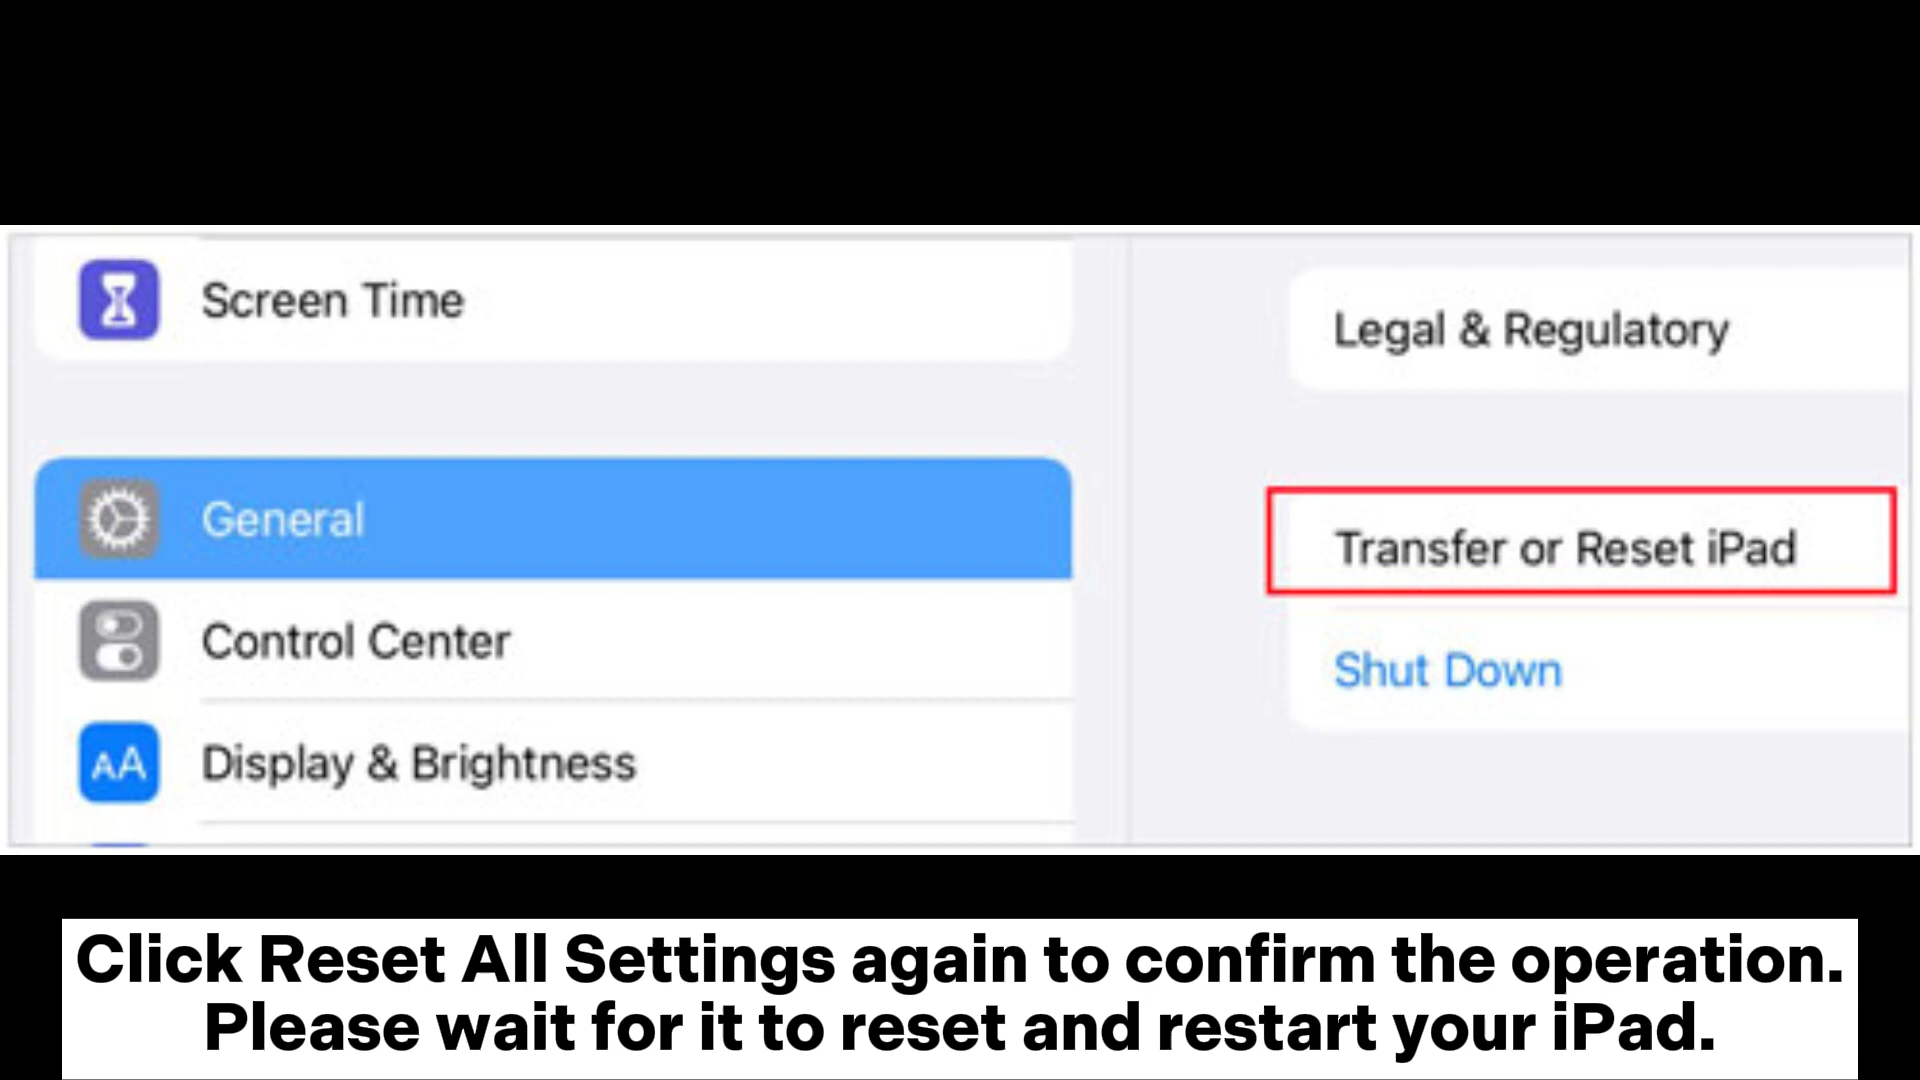 Screen Time
General
Control Center
AA Display & Brightness
Legal & Regulatory
Transfer or Reset iPad
Shut Down
Click Reset All Settings again to confirm the operation.
Please wait for it to reset and restart your iPad.